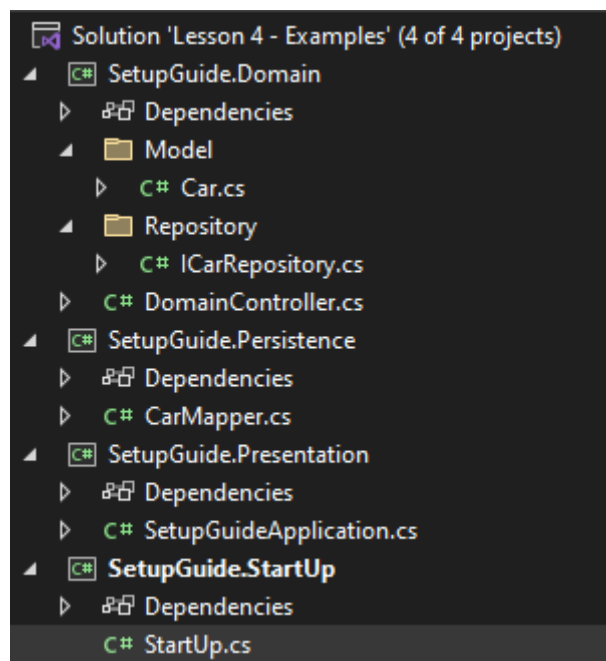 Solution 'Lesson 4 - Examples' (4 of 4 projects)
C# SetupGuide.Domain
Dependencies
Model
C# Car.cs
Repository
C# ICarRepository.cs
C# DomainController.cs
C# SetupGuide.Persistence
Dependencies
C# CarMapper.cs
C# SetupGuide.Presentation
Dependencies
C# SetupGuideApplication.cs
C# SetupGuide.StartUp
Dependencies
C# StartUp.cs